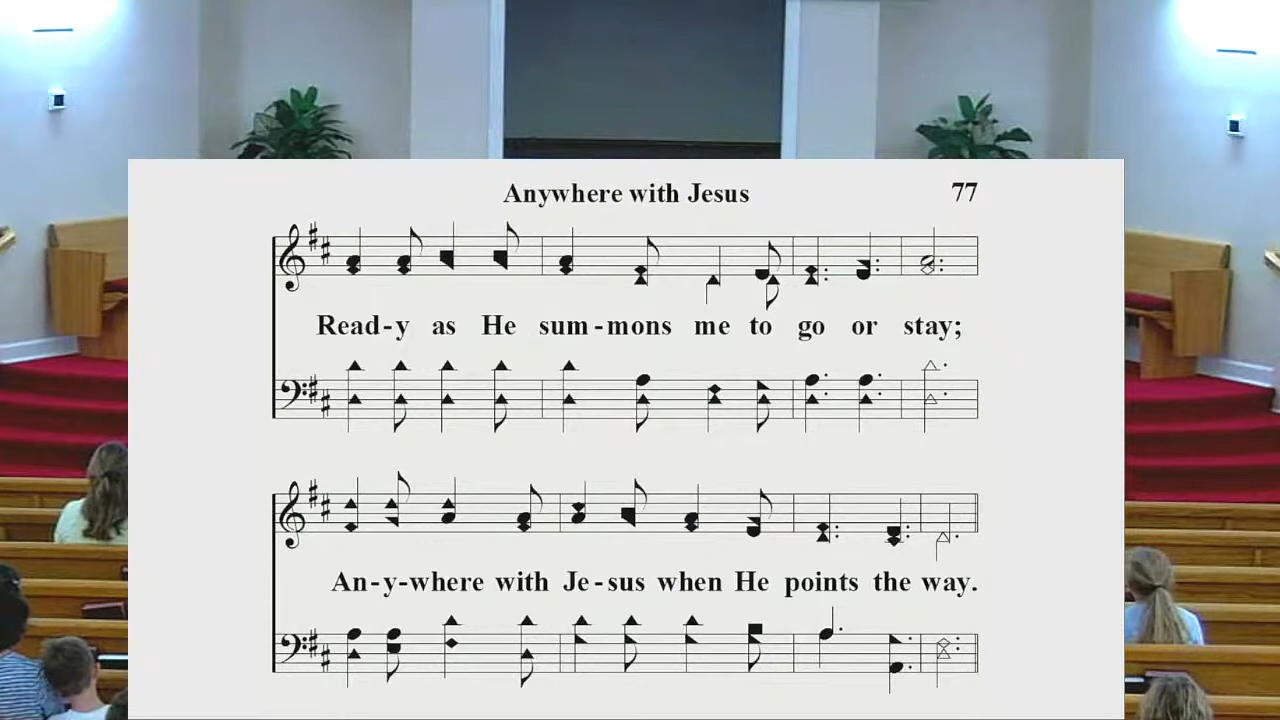 Anywhere with Jesus 77
Read-y as He sum-mons me to go or stay;
An-y-where with Je-sus when He points the way.